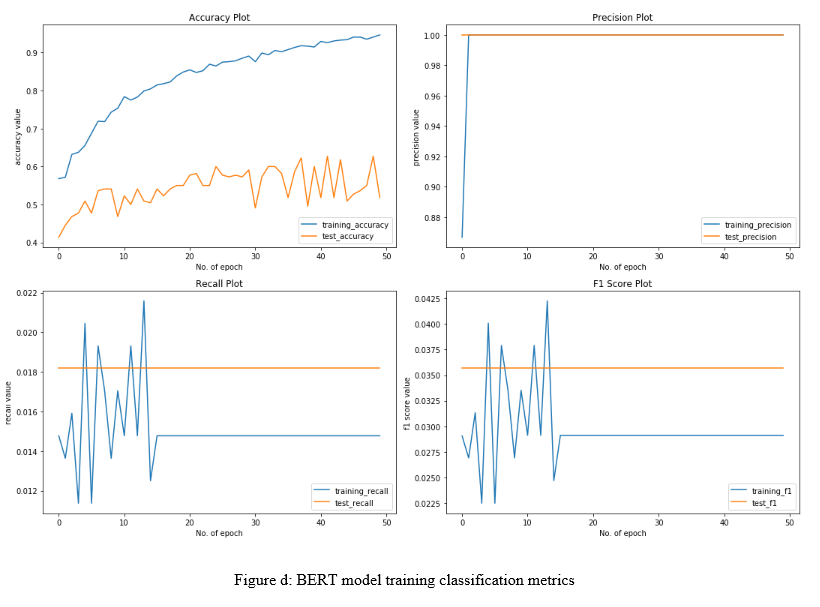 Accuracy Plot
accuracy value
0.9
0.8
0.7
0.6
0.5
0.4
0 10 20 30 40 50
No. of epoch
training_accuracy
test_accuracy
Precision Plot
precision value
1.00
0.98
0.96
0.94
0.92
0.90
0.88
0 10 20 30 40 50
No. of epoch
training_precision
test_precision
Recall Plot
recall value
0.022
0.020
0.018
0.016
0.014
0.012
0 10 20 30 40 50
No. of epoch
training_recall
test_recall
F1 Score Plot
f1 score value
0.0425
0.0400
0.0375
0.0350
0.0325
0.0300
0.0275
0.0250
0.0225
0 10 20 30 40 50
No. of epoch
training_f1
test_f1
Figure d: BERT model training classification metrics